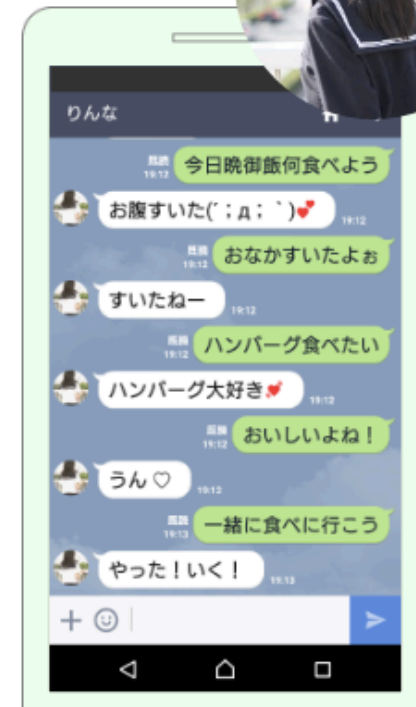 りんな
既読
19:12
今日晩御飯何食べよう
お腹すいた(´；д；`)💕
19:12
既読
19:12
おなかすいたよぉ
すいたねー
19:12
既読
19:12
ハンバーグ食べたい
ハンバーグ大好き💘
19:12
既読
19:12
おいしいよね！
うん♡
19:12
既読
19:13
一緒に食べに行こう
やった！いく！
19:13